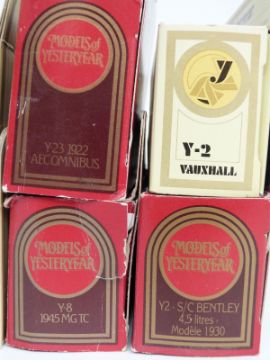 MODELS of
YESTERYEAR
Y-23 1922
AEC OMNIBUS
y
Y-2
VAUXHALL
MODELS of
YESTERYEAR
Y-8
1945 MG TC
MODELS of
YESTERYEAR
Y2 - S/C BENTLEY
4,5 litres -
Modèle 1930